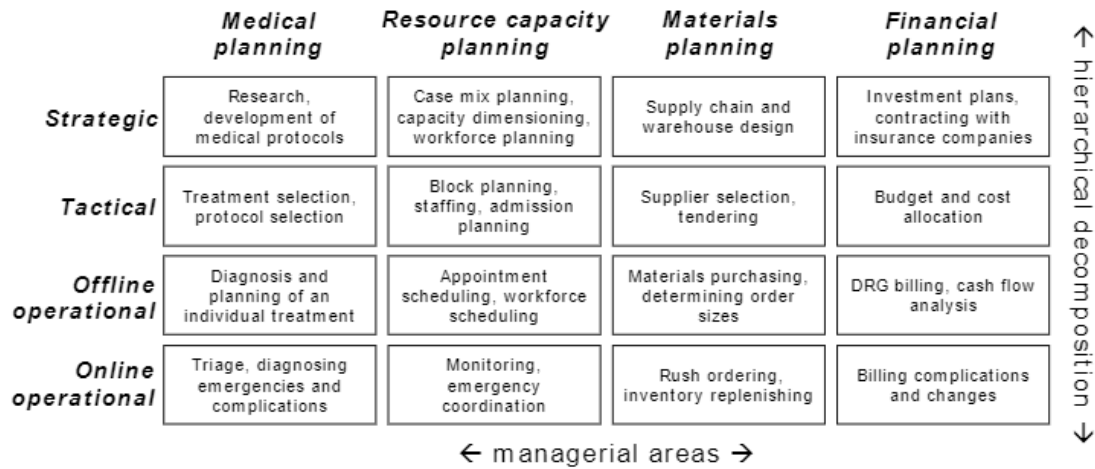 Medical planning
Resource capacity planning
Materials planning
Financial planning
Strategic
Research,
development of
medical protocols
Case mix planning,
capacity dimensioning,
workforce planning
Supply chain and
warehouse design
Investment plans,
contracting with
insurance companies
Tactical
Treatment selection,
protocol selection
Block planning,
staffing, admission
planning
Supplier selection,
tendering
Budget and cost
allocation
Offline
operational
Diagnosis and
planning of an
individual treatment
Appointment
scheduling, workforce
scheduling
Materials purchasing,
determining order
sizes
DRG billing, cash flow
analysis
Online
operational
Triage, diagnosing
emergencies and
complications
Monitoring,
emergency
coordination
Rush ordering,
inventory replenishing
Billing complications
and changes
← managerial areas →
← hierarchical decomposition →